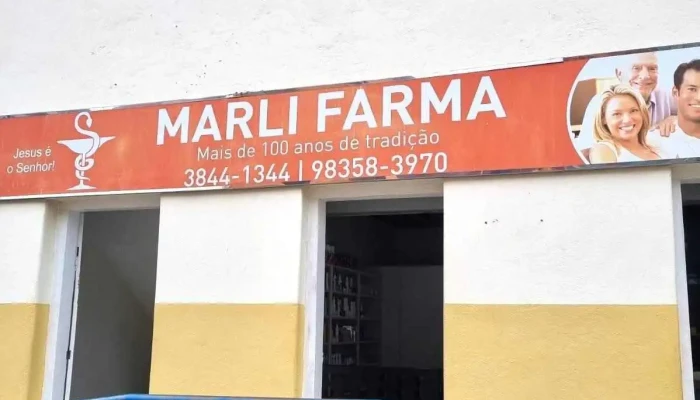 Jesus é
o Senhor!
MARLI FARMA
Mais de 100 anos de tradição
3844-1344 | 98358-3970